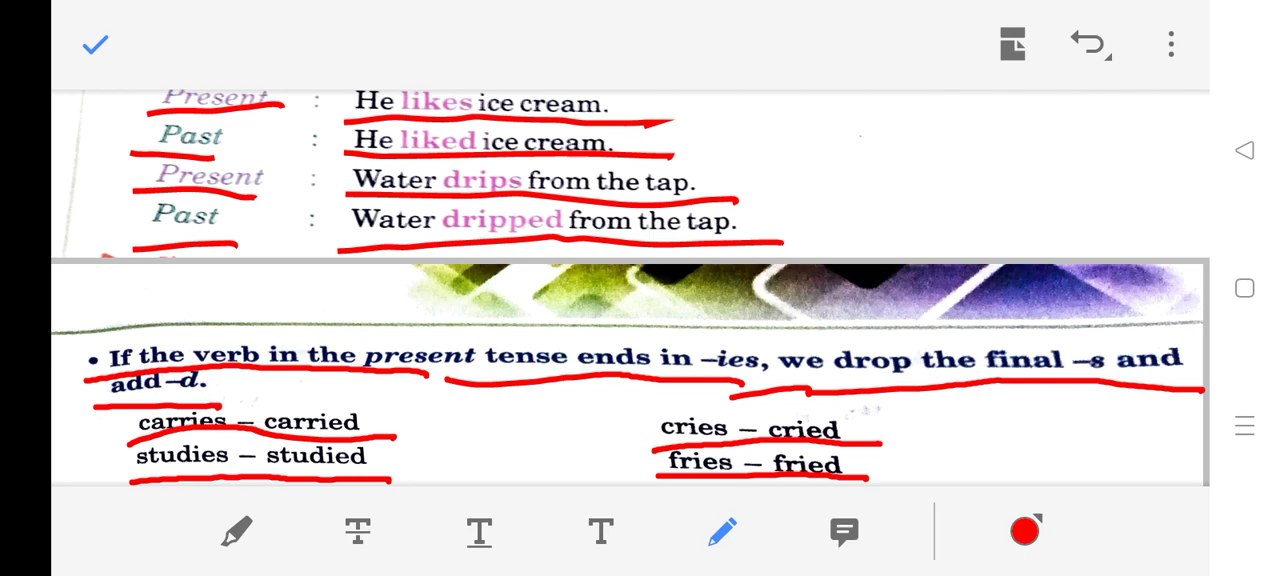 Present : He likes ice cream.
Past : He liked ice cream.
Present : Water drips from the tap.
Past : Water dripped from the tap.
• If the verb in the present tense ends in –ies, we drop the final –s and
add –d.
carries – carried cries – cried
studies – studied fries – fried